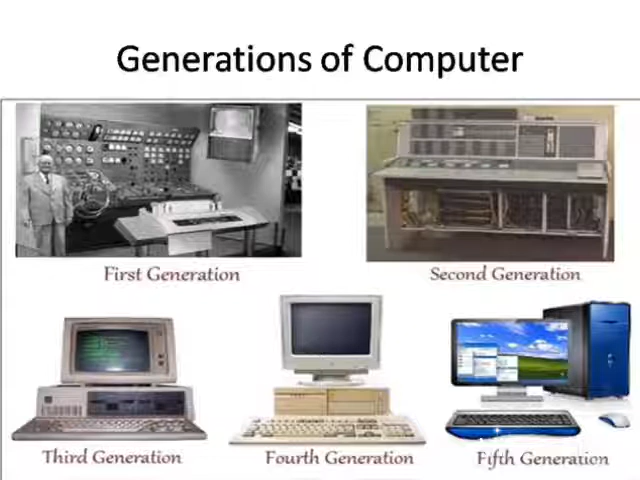 Generations of Computer
First Generation
Second Generation
Third Generation
Fourth Generation
Fifth Generation